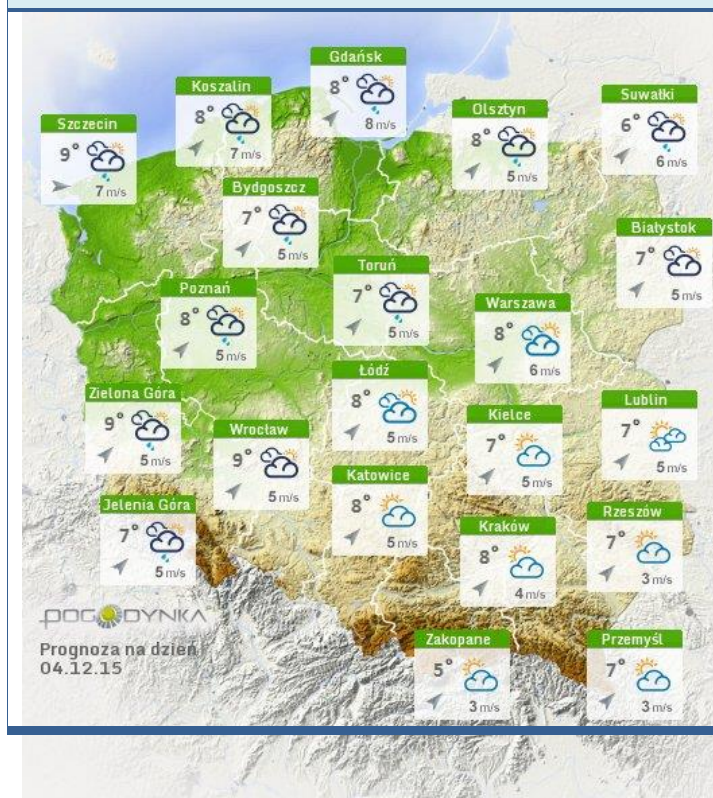 Gdańsk
8°
8 m/s
Koszalin
8°
7 m/s
Suwałki
6°
6 m/s
Olsztyn
8°
5 m/s
Szczecin
9°
7 m/s
Bydgoszcz
7°
5 m/s
Białystok
7°
5 m/s
Toruń
7°
5 m/s
Poznań
8°
5 m/s
Warszawa
8°
6 m/s
Łódź
8°
5 m/s
Zielona Góra
9°
5 m/s
Lublin
7°
5 m/s
Kielce
7°
5 m/s
Wrocław
9°
5 m/s
Katowice
8°
5 m/s
Jelenia Góra
7°
5 m/s
Rzeszów
7°
3 m/s
Kraków
8°
4 m/s
POGODYNKA
Prognoza na dzień
04.12.15
Zakopane
5°
3 m/s
Przemyśl
7°
3 m/s